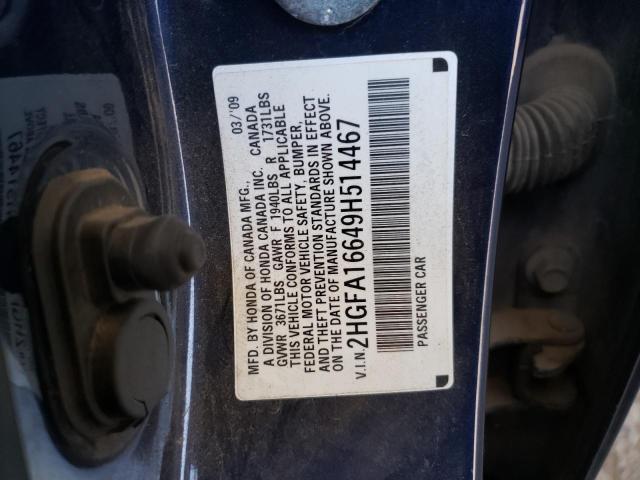 MFD. BY HONDA OF CANADA MFG., 03/'09
A DIVISION OF HONDA CANADA INC. CANADA
GVWR 3671LBS GAWR F 1940LBS R 1731LBS
THIS VEHICLE CONFORMS TO ALL APPLICABLE
FEDERAL MOTOR VEHICLE SAFETY, BUMPER,
AND THEFT PREVENTION STANDARDS IN EFFECT
ON THE DATE OF MANUFACTURE SHOWN ABOVE.
V.I.N. 2HGFA16649H514467
PASSENGER CAR